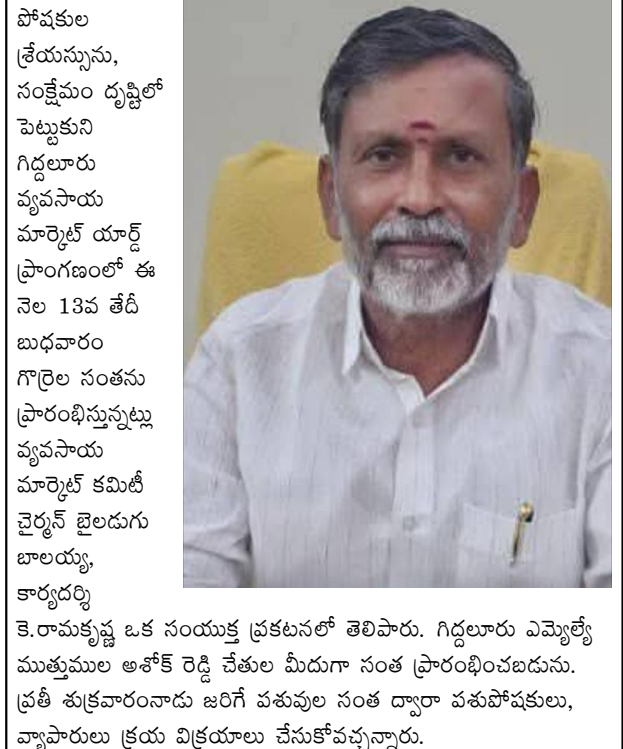 పోషకుల
శ్రేయస్సును,
సంక్షేమం దృష్టిలో
పెట్టుకుని
గిద్దలూరు
వ్యవసాయ
మార్కెట్ యార్డ్
ప్రాంగణంలో ఈ
నెల 13వ తేదీ
బుధవారం
గొర్రెల సంతను
ప్రారంభిస్తున్నట్లు
వ్యవసాయ
మార్కెట్ కమిటీ
చైర్మన్ బైలడుగు
బాలయ్య,
కార్యదర్శి
కె.రామకృష్ణ ఒక సంయుక్త ప్రకటనలో తెలిపారు. గిద్దలూరు ఎమ్మెల్యే
ముత్తుముల అశోక్ రెడ్డి చేతుల మీదుగా సంత ప్రారంభించబడును.
ప్రతీ శుక్రవారంనాడు జరిగే పశువుల సంత ద్వారా పశుపోషకులు,
వ్యాపారులు క్రయ విక్రయాలు చేసుకోవచ్చన్నారు.